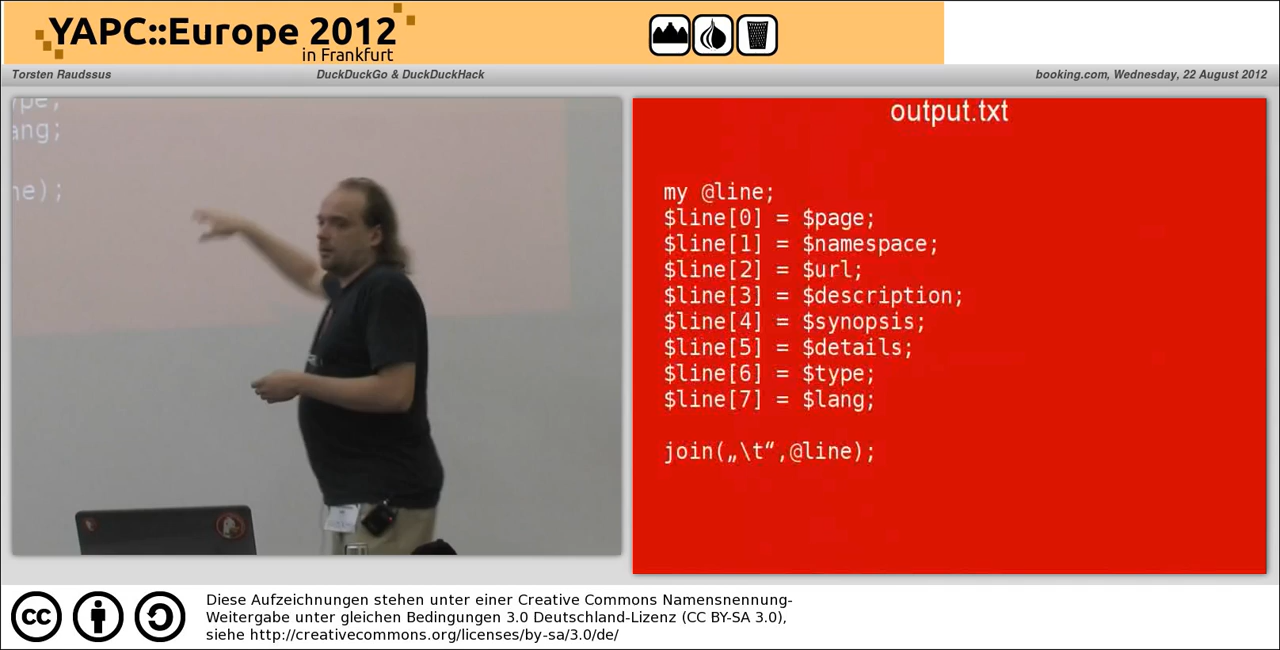 YAPC::Europe 2012
in Frankfurt
Torsten Raudssus
DuckDuckGo & DuckDuckHack
booking.com, Wednesday, 22 August 2012
ype;
ang;
ne);
output.txt
my @line;
$line[0] = $page;
$line[1] = $namespace;
$line[2] = $url;
$line[3] = $description;
$line[4] = $synopsis;
$line[5] = $details;
$line[6] = $type;
$line[7] = $lang;
join(„\t“,@line);
cc
Diese Aufzeichnungen stehen unter einer Creative Commons Namensnennung-
Weitergabe unter gleichen Bedingungen 3.0 Deutschland-Lizenz (CC BY-SA 3.0),
siehe http://creativecommons.org/licenses/by-sa/3.0/de/